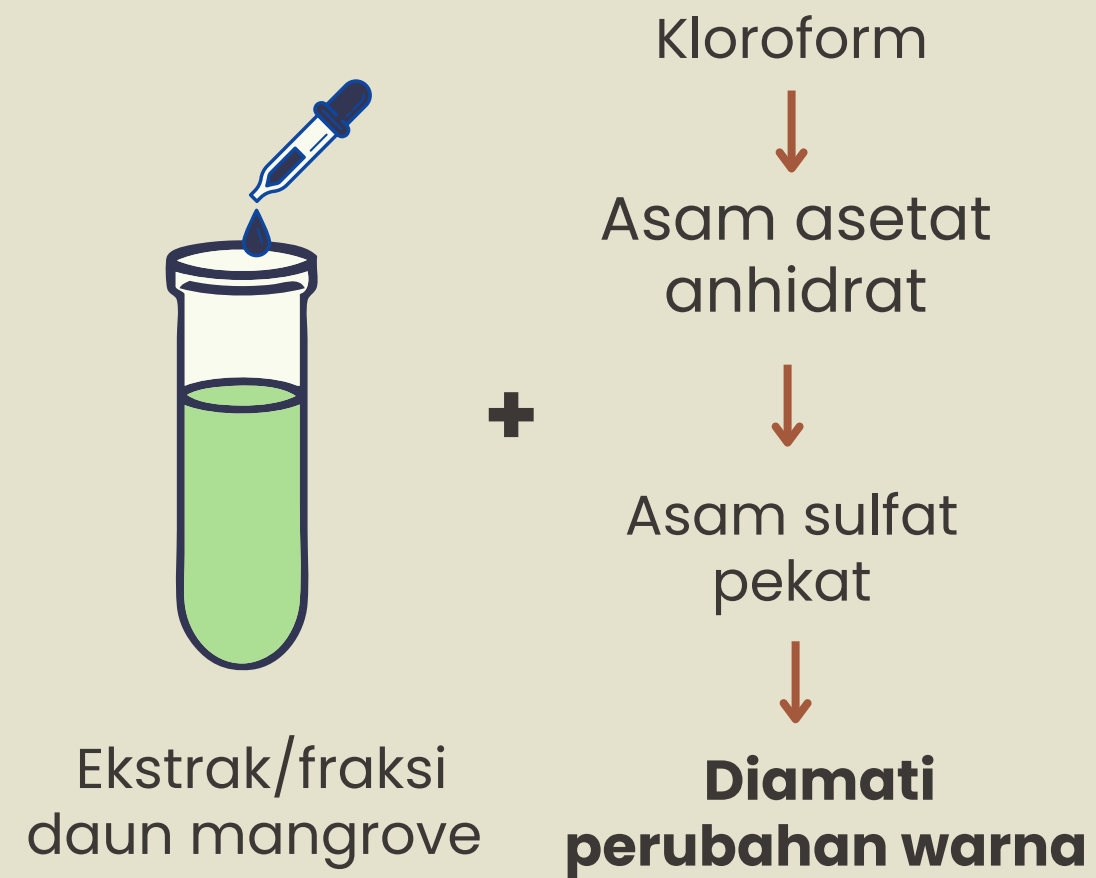 Kloroform
Asam asetat
anhidrat
+
Asam sulfat
pekat
Ekstrak/fraksi
daun mangrove
Diamati
perubahan warna